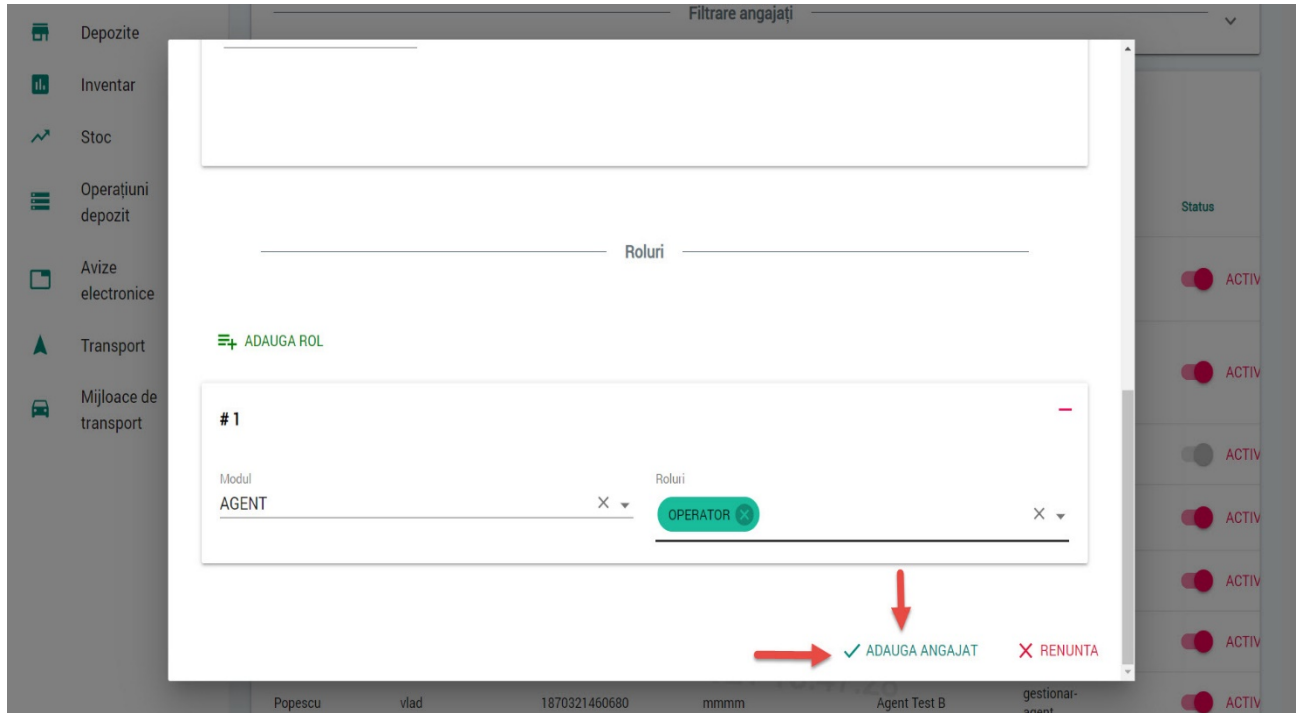 Filtrare angajați
Depozite
Inventar
Stoc
Operațiuni
depozit
Avize
electronice
Transport
Mijloace de
transport
Status
ACTIV
ACTIV
ACTIV
ACTIV
ACTIV
ACTIV
ACTIV
Roluri
ADAUGA ROL
# 1
Modul
AGENT
Roluri
OPERATOR
ADAUGA ANGAJAT
RENUNTA
Popescu vlad 1870321460680 mmmm Agent Test B gestionar-
agent